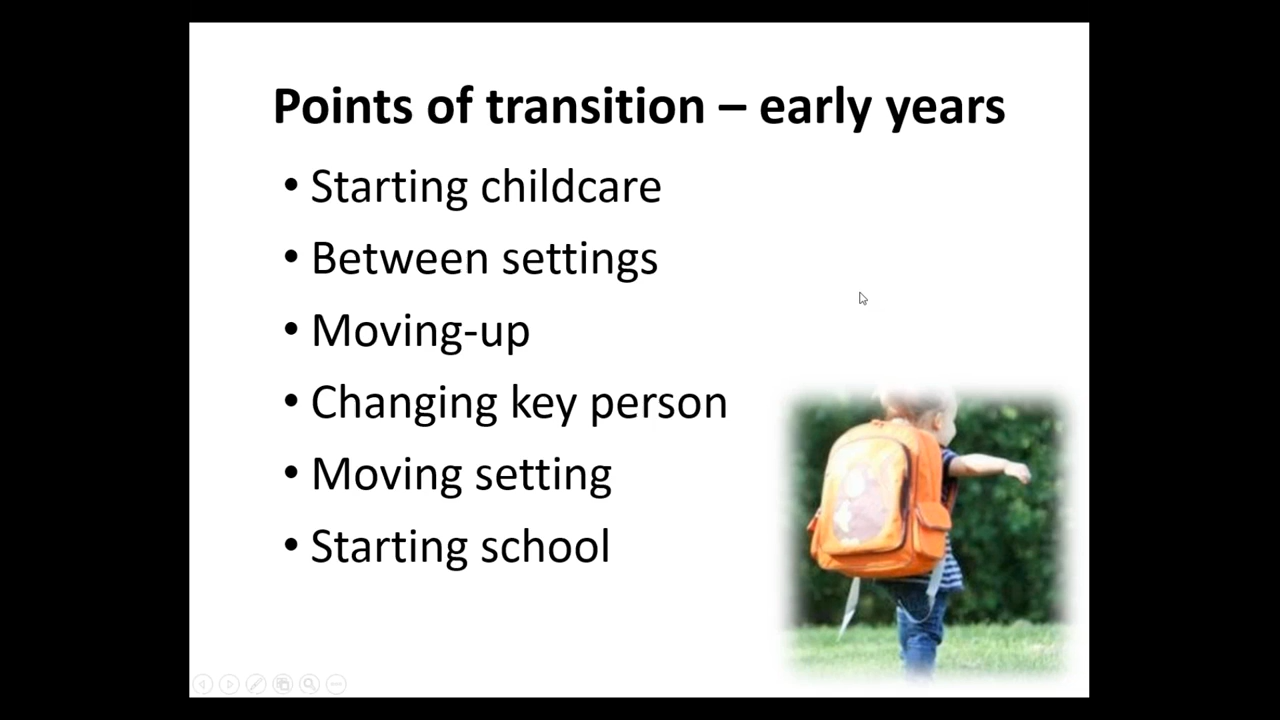 Points of transition – early years
• Starting childcare
• Between settings
• Moving-up
• Changing key person
• Moving setting
• Starting school